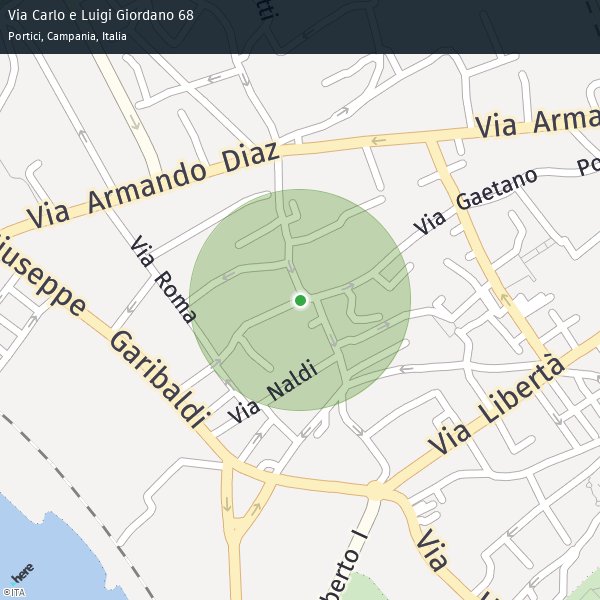 Via Carlo e Luigi Giordano 68
Portici, Campania, Italia
tti
Via Arma
Via Armando Diaz
Po
Via Gaetano
Via Roma
iuseppe Garibaldi
Via Naldi
Via Libertà
Via
berto I
here
©ITA